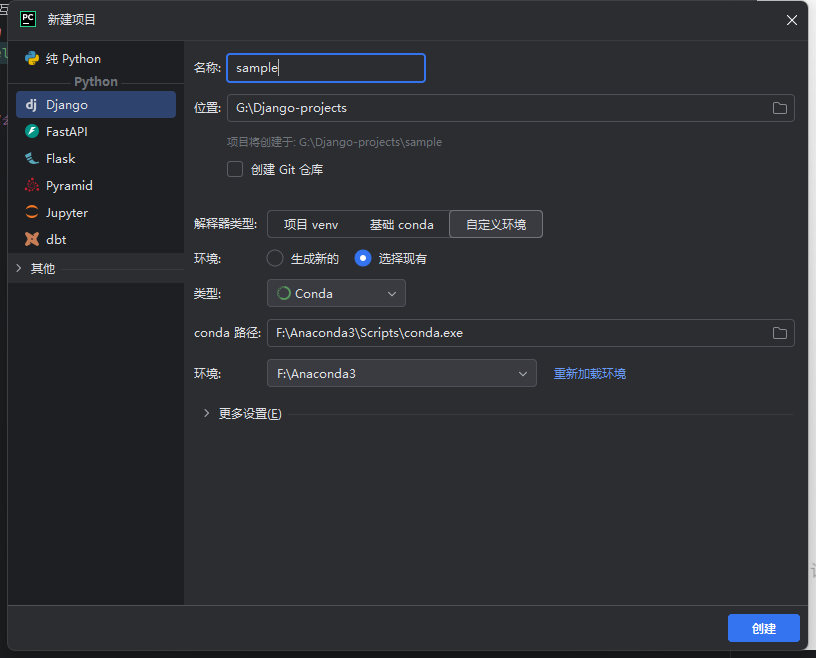 PC 新建项目
纯 Python
Python
dj Django
FastAPI
Flask
Pyramid
Jupyter
dbt
其他
名称: sample
位置: G:\Django-projects
项目将创建于: G:\Django-projects\sample
创建 Git 仓库
解释器类型: 项目 venv 基础 conda 自定义环境
环境: 生成新的 选择现有
类型: Conda
conda 路径: F:\Anaconda3\Scripts\conda.exe
环境: F:\Anaconda3 重新加载环境
更多设置(E)
创建